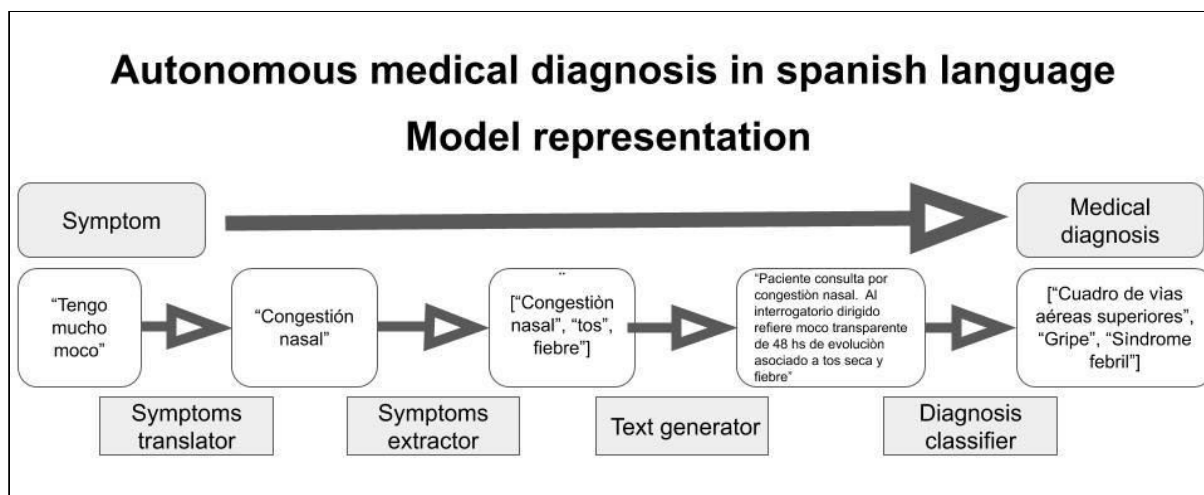 Autonomous medical diagnosis in spanish language
Model representation
Symptom
Medical
diagnosis
“Tengo
mucho
moco”
“Congestión
nasal”
¨
[“Congestiòn
nasal”, “tos”,
fiebre”]
“Paciente consulta por
congestiòn nasal. Al
interrogatorio dirigido
refiere moco transparente
de 48 hs de evoluciòn
asociado a tos seca y
fiebre”
[“Cuadro de vìas
aéreas superiores”,
“Gripe”, “Sìndrome
febril”]
Symptoms
translator
Symptoms
extractor
Text generator
Diagnosis
classifier